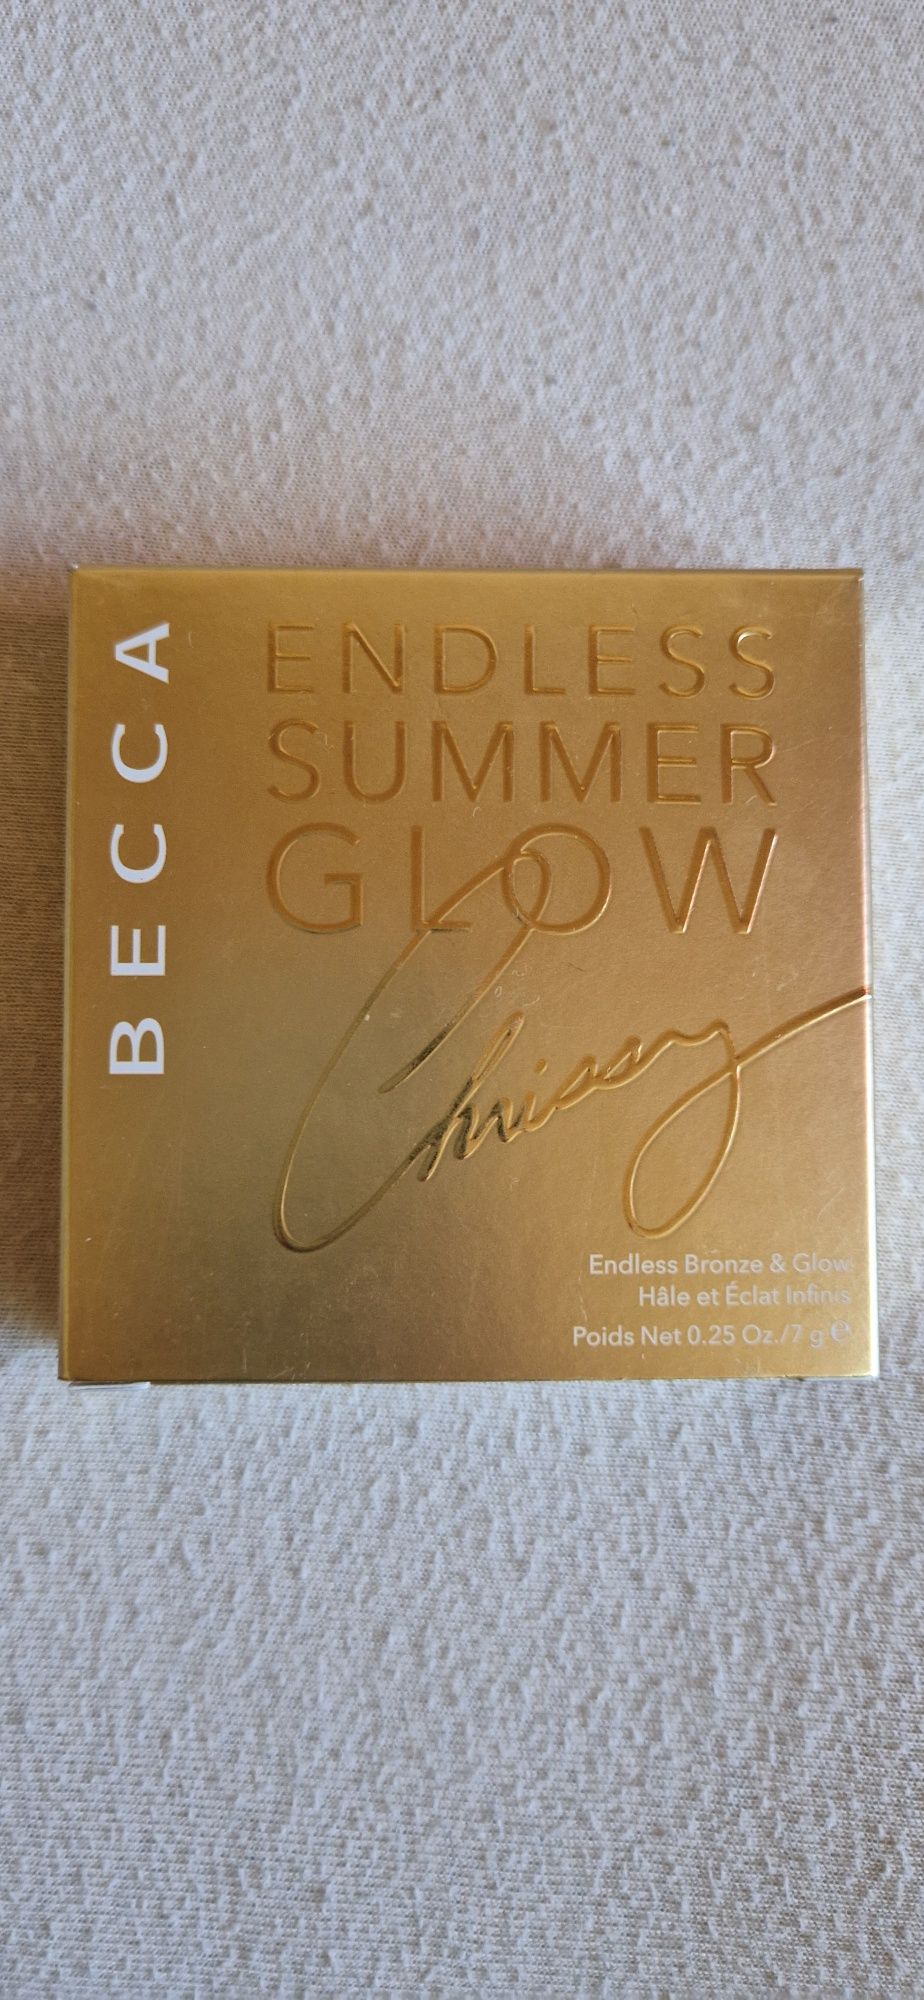 BECCA
ENDLESS
SUMMER
GLOW
Chrissy
Endless Bronze & Glow
Hâle et Éclat Infinis
Poids Net 0.25 Oz./7 g ℮